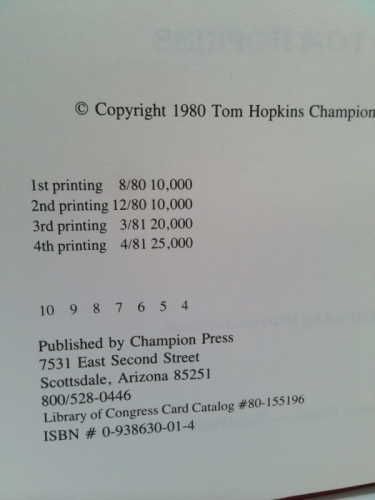 TOM HOPKINS
© Copyright 1980 Tom Hopkins Champion
1st printing 8/80 10,000
2nd printing 12/80 10,000
3rd printing 3/81 20,000
4th printing 4/81 25,000
10 9 8 7 6 5 4
Published by Champion Press
7531 East Second Street
Scottsdale, Arizona 85251
800/528-0446
Library of Congress Card Catalog #80-155196
ISBN # 0-938630-01-4